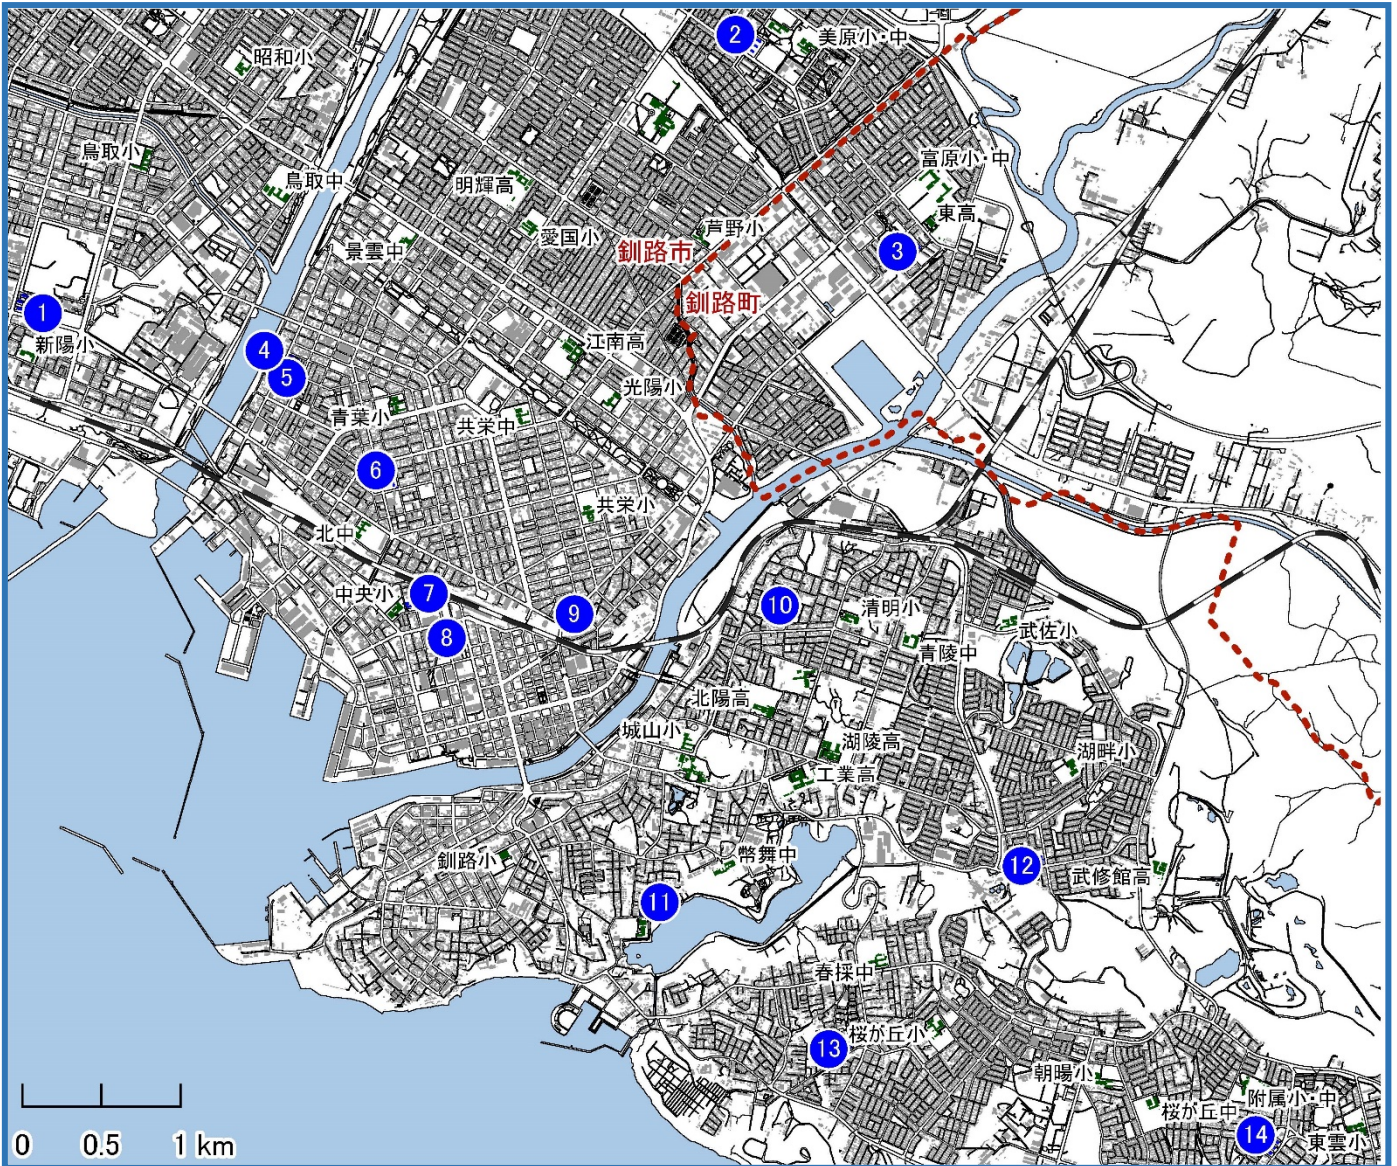 2
美原小・中
昭和小
鳥取小
富原小・中
鳥取中
明輝高
東高
芦野小
愛国小
景雲中
釧路市
3
釧路町
1
新陽小
江南高
4
5
光陽小
青葉小
共栄中
6
共栄小
北中
中央小
7
10
清明小
9
武佐小
8
青陵中
北陽高
城山小
湖陵高
湖畔小
工業高
釧路小
幣舞中
12
武修館高
11
春採中
桜が丘小
13
朝陽小
附属小・中
桜が丘中
14
東雲小
0 0.5 1 km